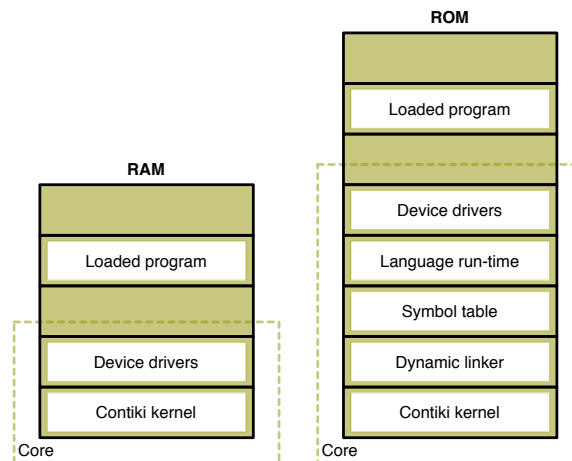 RAM
Loaded program
Device drivers
Contiki kernel
Core
ROM
Loaded program
Device drivers
Language run-time
Symbol table
Dynamic linker
Contiki kernel
Core